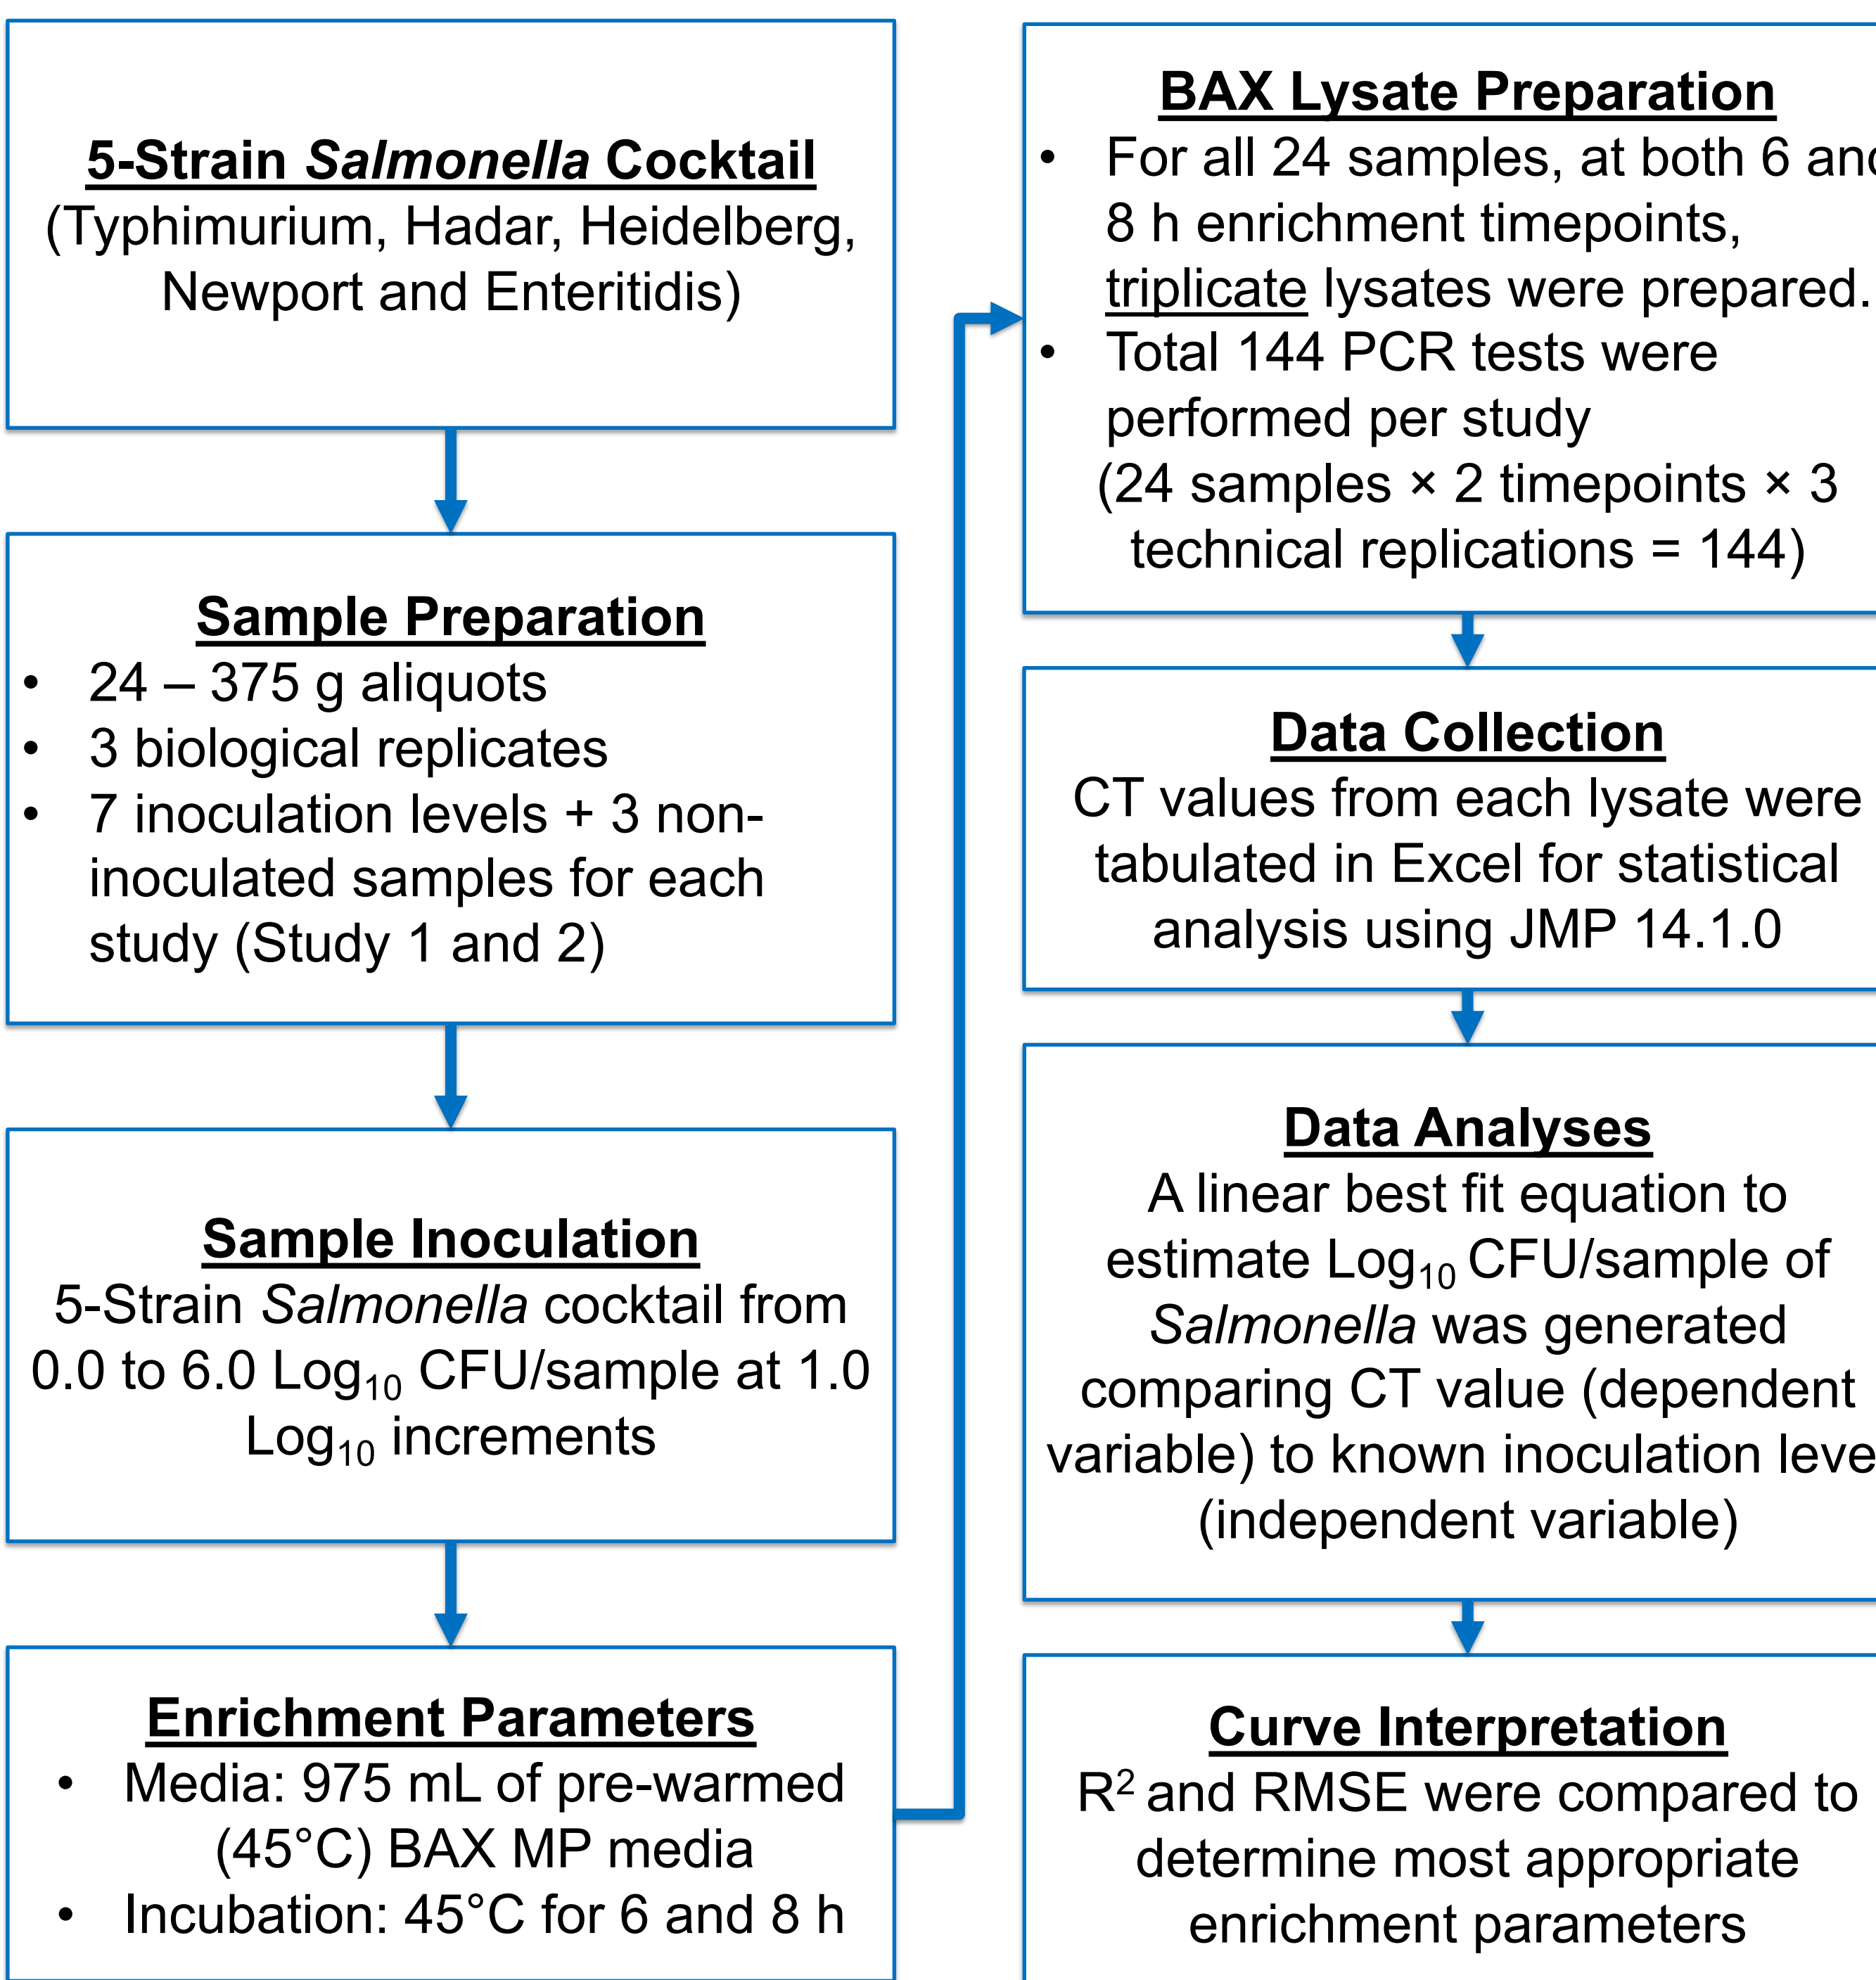 5-Strain Salmonella Cocktail
(Typhimurium, Hadar, Heidelberg,
Newport and Enteritidis)
Sample Preparation
• 24 – 375 g aliquots
• 3 biological replicates
• 7 inoculation levels + 3 non-
inoculated samples for each
study (Study 1 and 2)
Sample Inoculation
5-Strain Salmonella cocktail from
0.0 to 6.0 Log₁₀ CFU/sample at 1.0
Log₁₀ increments
Enrichment Parameters
• Media: 975 mL of pre-warmed
(45°C) BAX MP media
• Incubation: 45°C for 6 and 8 h
BAX Lysate Preparation
• For all 24 samples, at both 6 and
8 h enrichment timepoints,
triplicate lysates were prepared.
• Total 144 PCR tests were
performed per study
(24 samples × 2 timepoints × 3
technical replications = 144)
Data Collection
CT values from each lysate were
tabulated in Excel for statistical
analysis using JMP 14.1.0
Data Analyses
A linear best fit equation to
estimate Log₁₀ CFU/sample of
Salmonella was generated
comparing CT value (dependent
variable) to known inoculation leve
(independent variable)
Curve Interpretation
R² and RMSE were compared to
determine most appropriate
enrichment parameters